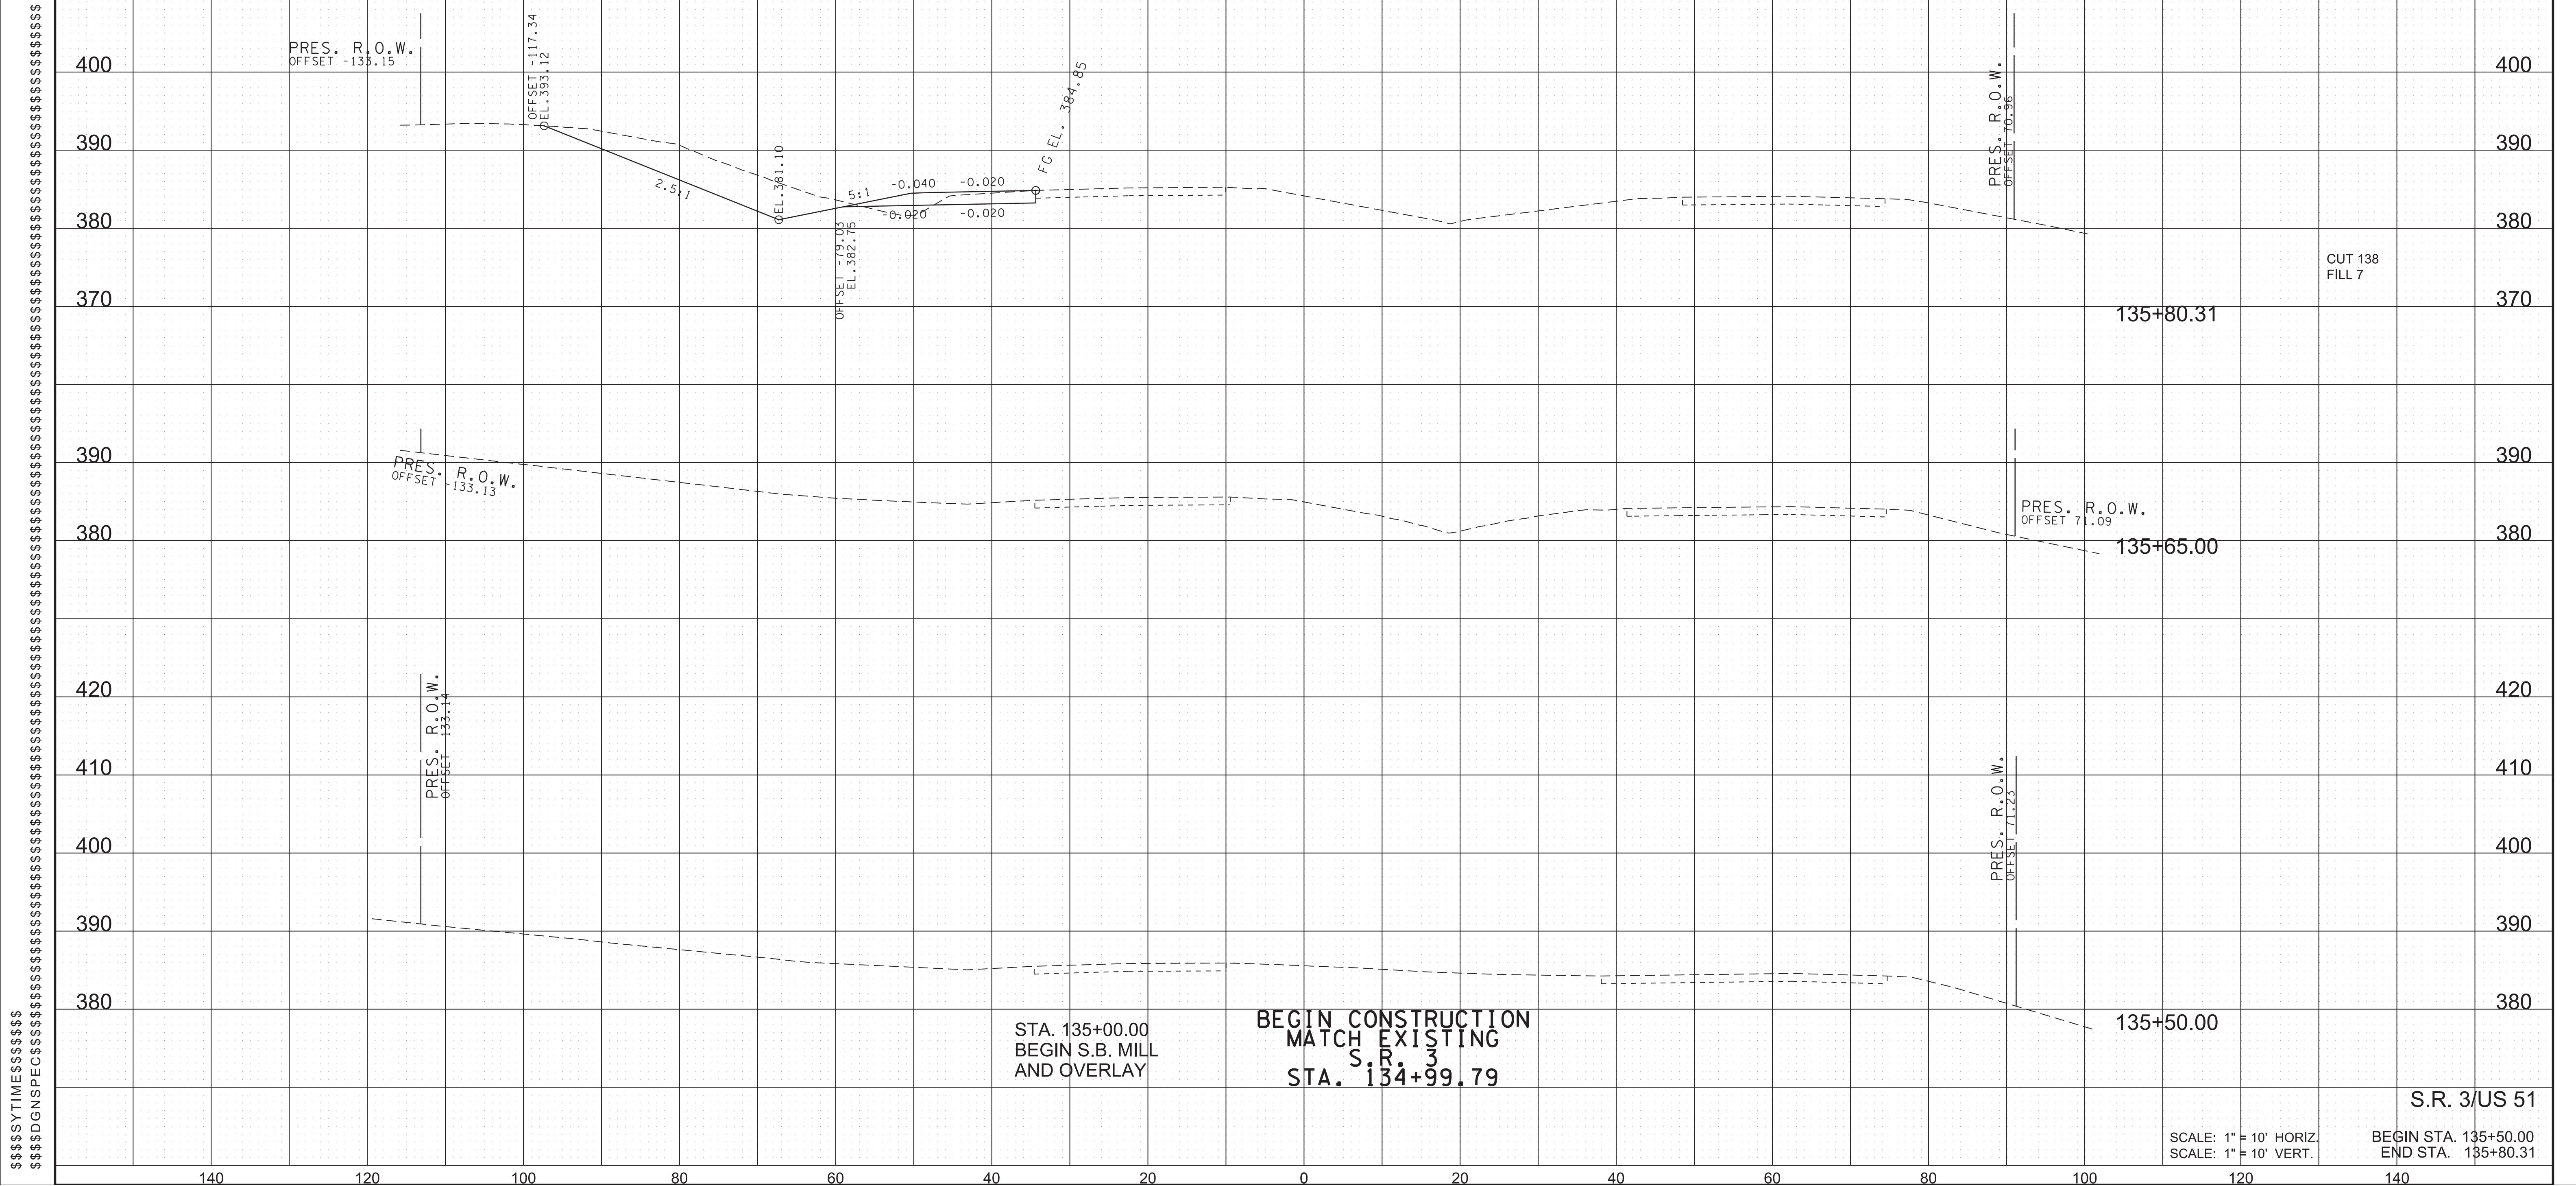 PRES. R.O.W.
OFFSET -133.15
OFFSET -117.34
EL.393.12
FG EL. 384.85
PRES. R.O.W.
OFFSET 70.96
400
400
390
390
2.5:1
EL.381.10
5:1
-0.040
-0.020
-0.020
-0.020
380
380
OFFSET -79.03
EL.382.75
CUT 138
FILL 7
370
370
135+80.31
390
390
PRES. R.O.W.
OFFSET -133.13
PRES. R.O.W.
OFFSET 71.09
380
380
135+65.00
420
420
PRES. R.O.W.
OFFSET 133.14
410
410
PRES. R.O.W.
OFFSET 71.23
400
400
390
390
380
380
135+50.00
STA. 135+00.00
BEGIN S.B. MILL
AND OVERLAY
BEGIN CONSTRUCTION
MATCH EXISTING
S.R. 3
STA. 134+99.79
S.R. 3/US 51
SCALE: 1" = 10' HORIZ.
SCALE: 1" = 10' VERT.
BEGIN STA. 135+50.00
END STA. 135+80.31
140 120 100 80 60 40 20 0 20 40 60 80 100 120 140